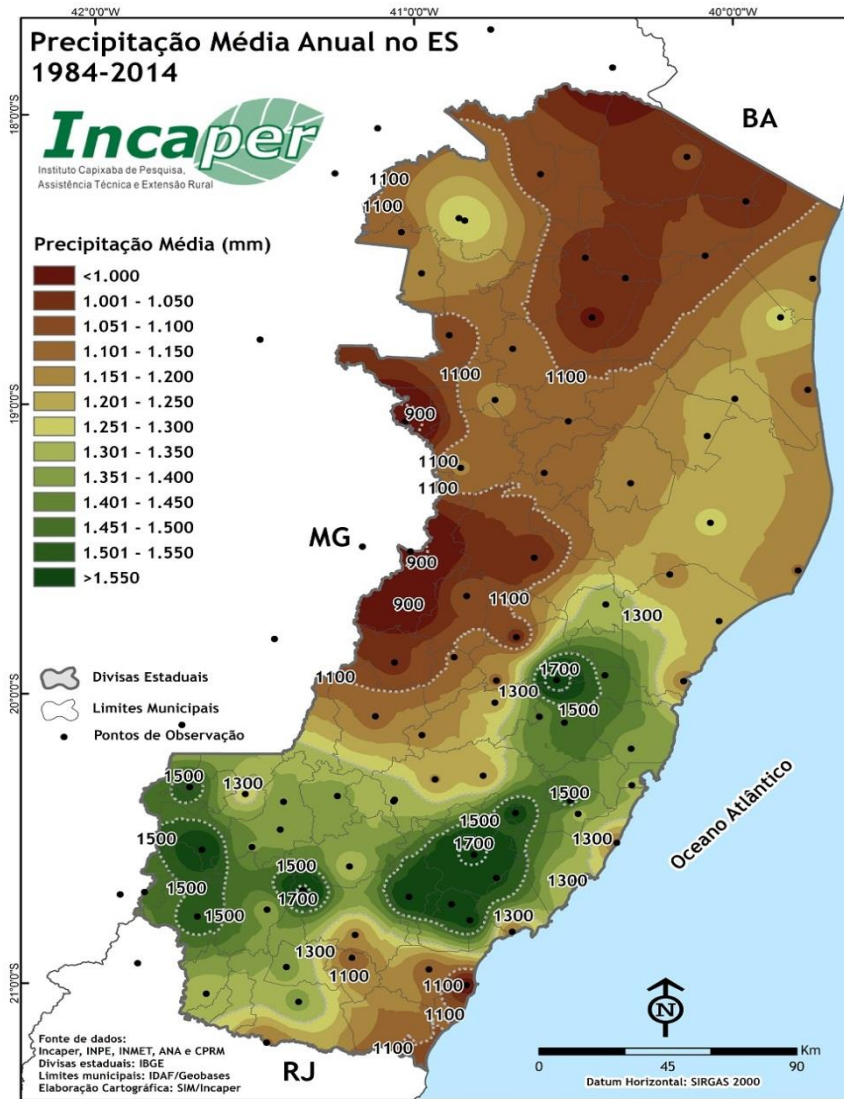 42°0'0"W
41°0'0"W
40°0'0"W
Precipitação Média Anual no ES
1984-2014
Incaper
Instituto Capixaba de Pesquisa,
Assistência Técnica e Extensão Rural
18°0'0"S
BA
1100
1100
Precipitação Média (mm)
<1.000
1.001 - 1.050
1.051 - 1.100
1.101 - 1.150
1.151 - 1.200
1.201 - 1.250
1.251 - 1.300
1.301 - 1.350
1.351 - 1.400
1.401 - 1.450
1.451 - 1.500
1.501 - 1.550
>1.550
1100
1100
19°0'0"S
900
1100
1100
MG
900
900
1100
1300
Divisas Estaduais
Limites Municipais
Pontos de Observação
1100
1700
1300
20°0'0"S
1500
1500
1300
1500
1500
1500
1700
1300
Oceano Atlântico
1500
1500
1300
1700
1500
1300
1300
1100
1100
21°0'0"S
1100
1100
Fonte de dados:
Incaper, INPE, INMET, ANA e CPRM
Divisas estaduais: IBGE
Limites municipais: IDAF/Geobases
Elaboração Cartográfica: SIM/Incaper
RJ
N
Km
0
45
90
Datum Horizontal: SIRGAS 2000